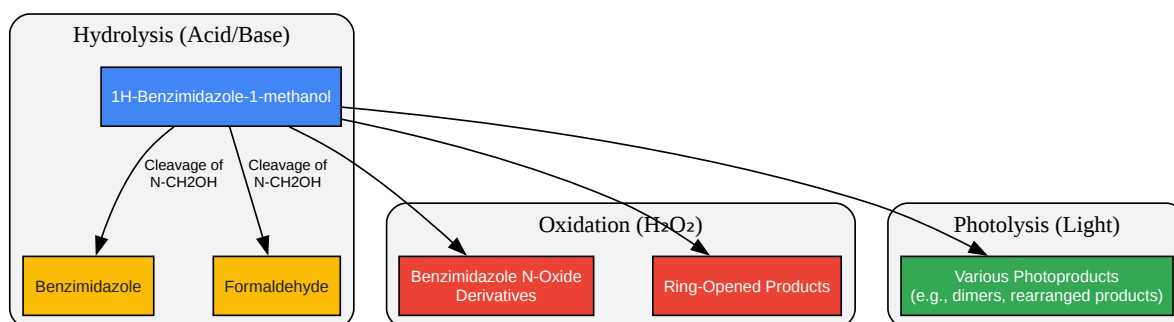 Hydrolysis (Acid/Base)
1H-Benzimidazole-1-methanol
Cleavage of
N-CH2OH
Cleavage of
N-CH2OH
Benzimidazole
Formaldehyde
Oxidation (H₂O₂)
Benzimidazole N-Oxide
Derivatives
Ring-Opened Products
Photolysis (Light)
Various Photoproducts
(e.g., dimers, rearranged products)